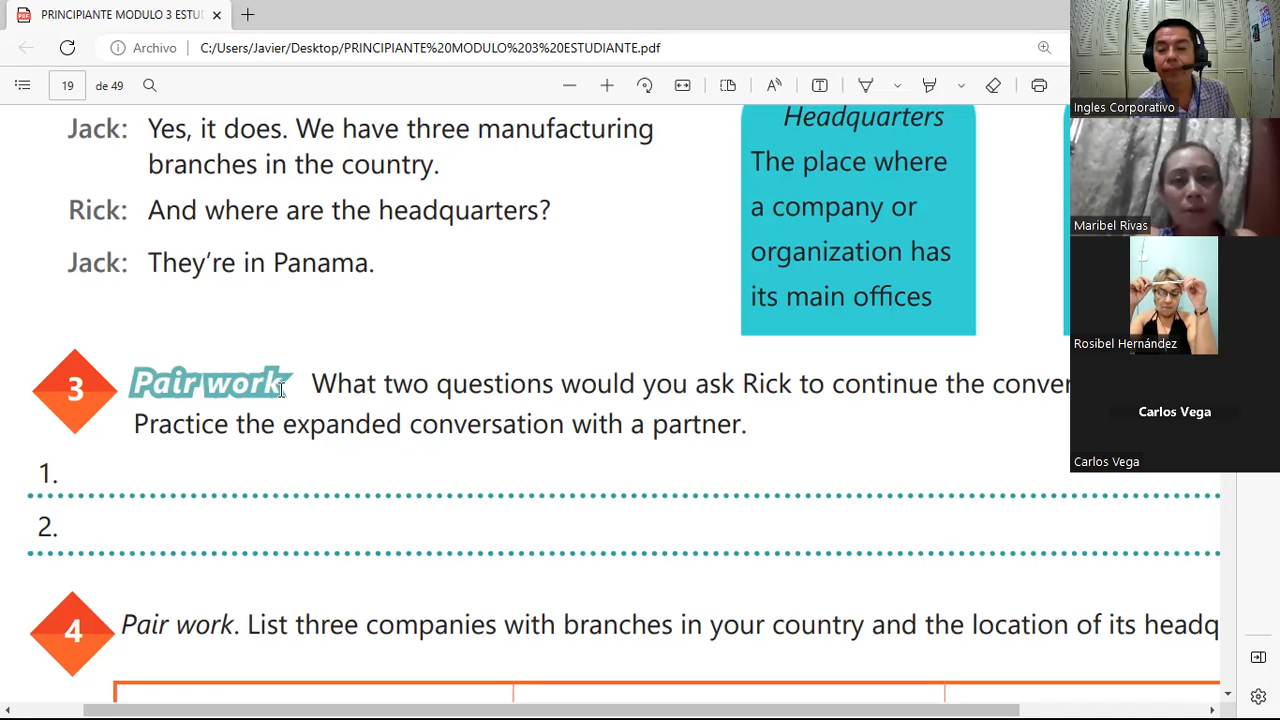 PRINCIPIANTE MODULO 3 ESTU
Archivo
C:/Users/Javier/Desktop/PRINCIPIANTE%20MODULO%203%20ESTUDIANTE.pdf
19
de 49
Jack: Yes, it does. We have three manufacturing
branches in the country.
Rick: And where are the headquarters?
Jack: They're in Panama.
Headquarters
The place where
a company or
organization has
its main offices
3
Pair work
What two questions would you ask Rick to continue the conver
Practice the expanded conversation with a partner.
1.
2.
4
Pair work. List three companies with branches in your country and the location of its headq
Ingles Corporativo
Maribel Rivas
Rosibel Hernández
Carlos Vega
Carlos Vega